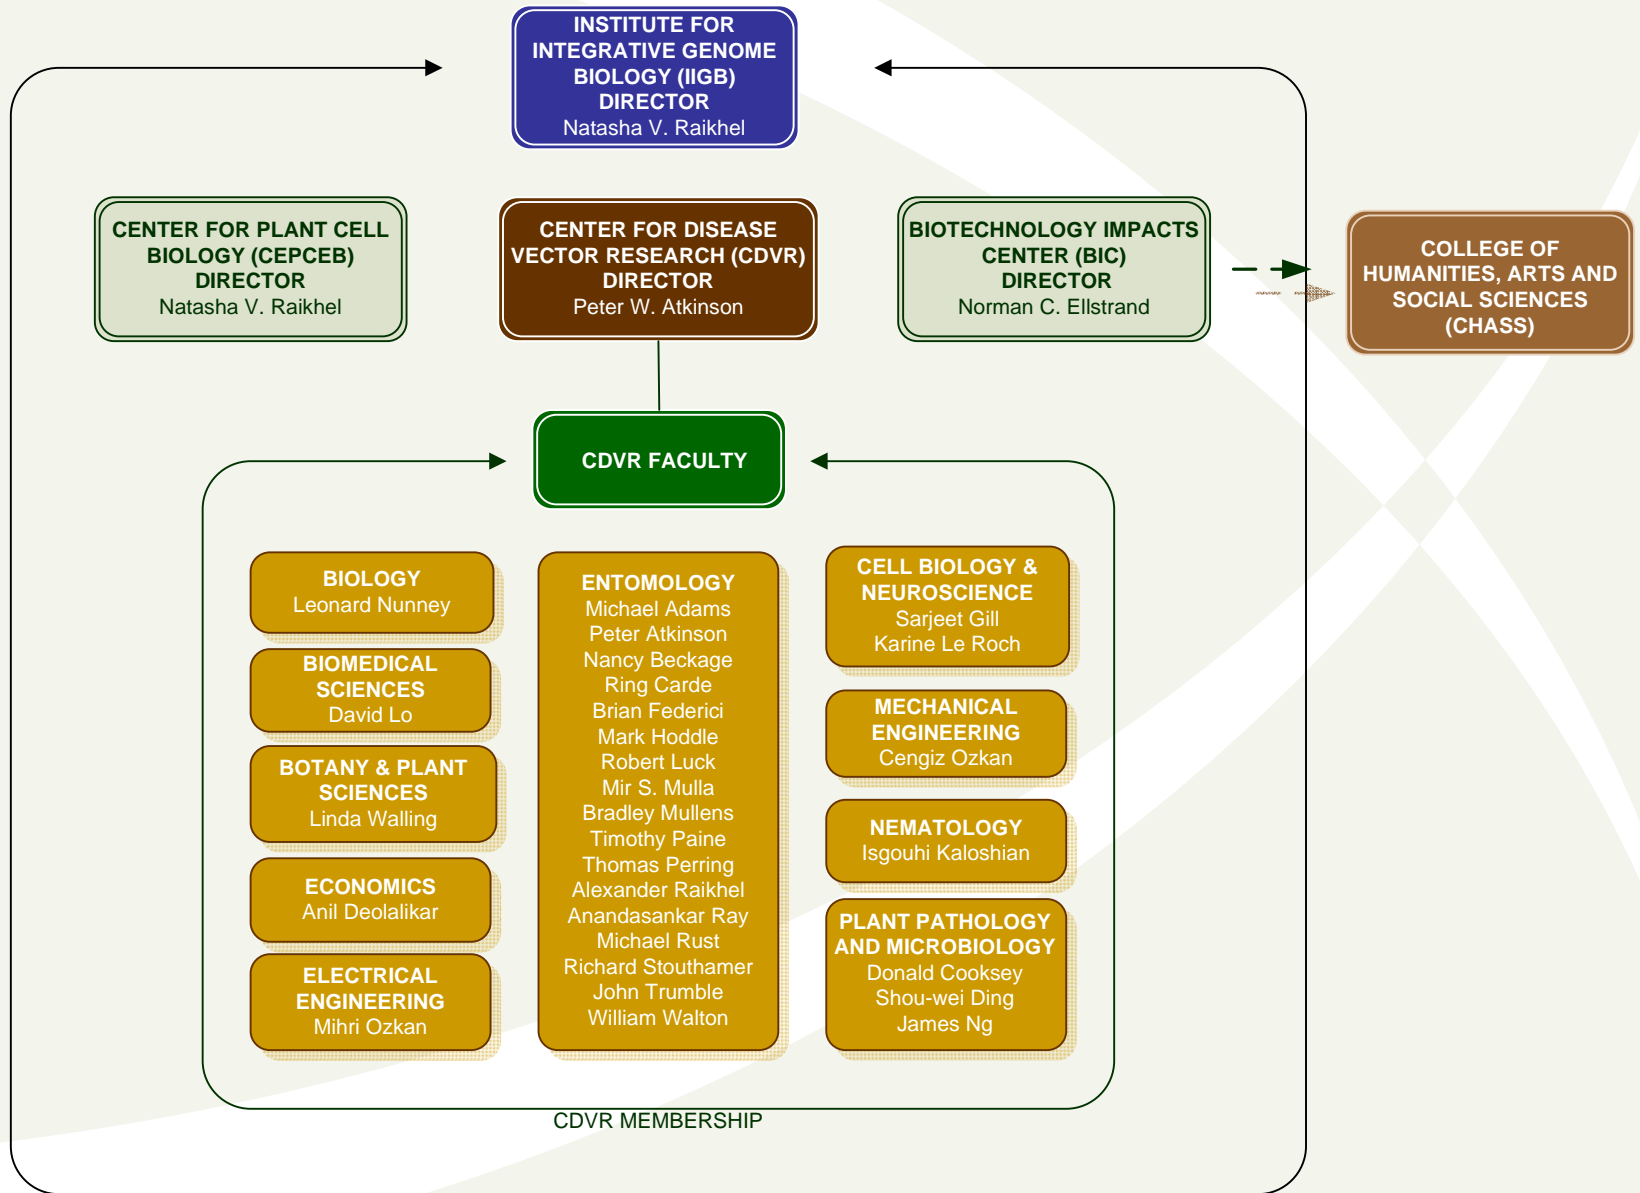 INSTITUTE FOR
INTEGRATIVE GENOME
BIOLOGY (IIGB)
DIRECTOR
Natasha V. Raikhel
CENTER FOR PLANT CELL
BIOLOGY (CEPCEB)
DIRECTOR
Natasha V. Raikhel
CENTER FOR DISEASE
VECTOR RESEARCH (CDVR)
DIRECTOR
Peter W. Atkinson
BIOTECHNOLOGY IMPACTS
CENTER (BIC)
DIRECTOR
Norman C. Ellstrand
COLLEGE OF
HUMANITIES, ARTS AND
SOCIAL SCIENCES
(CHASS)
CDVR FACULTY
BIOLOGY
Leonard Nunney
BIOMEDICAL
SCIENCES
David Lo
BOTANY & PLANT
SCIENCES
Linda Walling
ECONOMICS
Anil Deolalikar
ELECTRICAL
ENGINEERING
Mihri Ozkan
ENTOMOLOGY
Michael Adams
Peter Atkinson
Nancy Beckage
Ring Carde
Brian Federici
Mark Hoddle
Robert Luck
Mir S. Mulla
Bradley Mullens
Timothy Paine
Thomas Perring
Alexander Raikhel
Anandasankar Ray
Michael Rust
Richard Stouthamer
John Trumble
William Walton
CELL BIOLOGY &
NEUROSCIENCE
Sarjeet Gill
Karine Le Roch
MECHANICAL
ENGINEERING
Cengiz Ozkan
NEMATOLOGY
Isgouhi Kaloshian
PLANT PATHOLOGY
AND MICROBIOLOGY
Donald Cooksey
Shou-wei Ding
James Ng
CDVR MEMBERSHIP